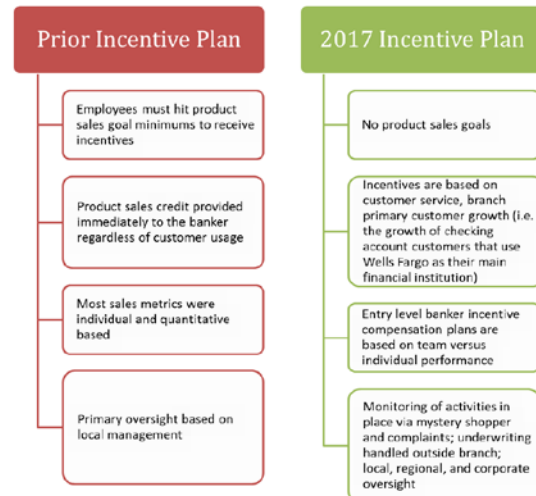 Prior Incentive Plan
Employees must hit product
sales goal minimums to receive
incentives
Product sales credit provided
immediately to the banker
regardless of customer usage
Most sales metrics were
individual and quantitative
based
Primary oversight based on
local management
2017 Incentive Plan
No product sales goals
Incentives are based on
customer service, branch
primary customer growth (i.e.
the growth of checking
account customers that use
Wells Fargo as their main
financial institution)
Entry level banker incentive
compensation plans are
based on team versus
individual performance
Monitoring of activities in
place via mystery shopper
and complaints; underwriting
handled outside branch;
local, regional, and corporate
oversight